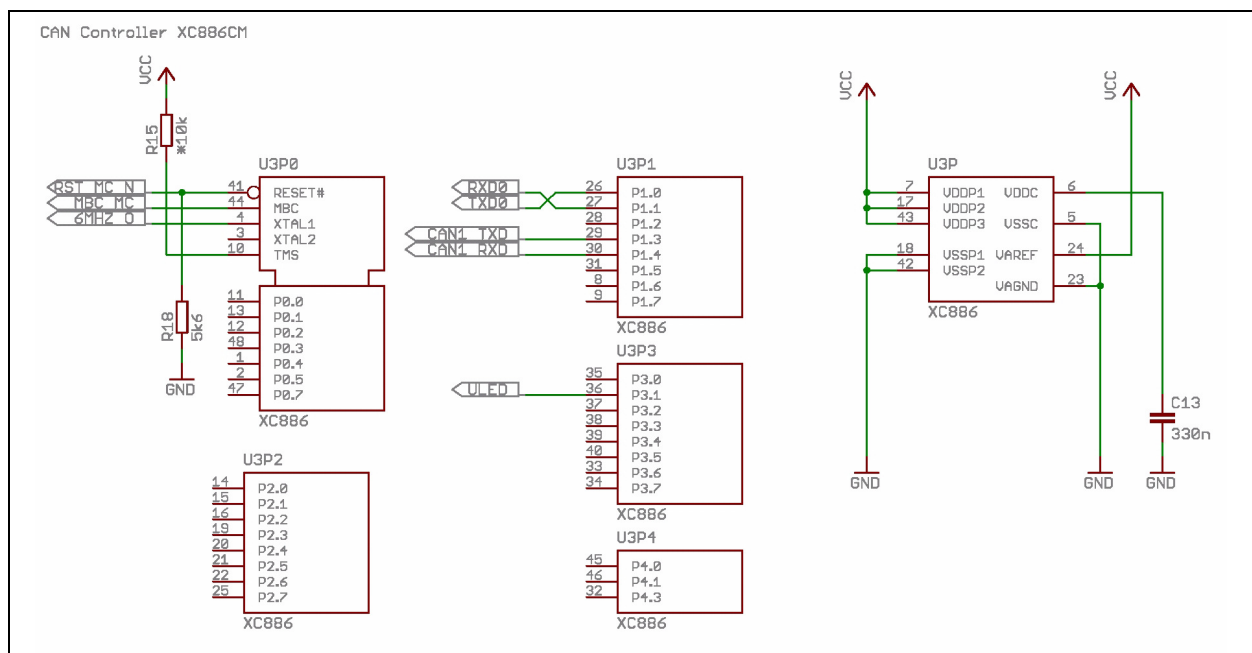 CAN Controller XC886CM
VCC
R15
*10k
RST_MC_N
MBC_MC
6MHZ_O
U3P0
41 RESET#
44 MBC
4 XTAL1
3 XTAL2
10 TMS
R18
5k6
GND
11 P0.0
13 P0.1
12 P0.2
48 P0.3
1 P0.4
2 P0.5
47 P0.7
XC886
U3P2
14 P2.0
15 P2.1
16 P2.2
19 P2.3
20 P2.4
21 P2.5
22 P2.6
25 P2.7
XC886
RXD0
TXD0
CAN1_TXD
CAN1_RXD
U3P1
26 P1.0
27 P1.1
28 P1.2
29 P1.3
30 P1.4
31 P1.5
8 P1.6
9 P1.7
XC886
ULED
U3P3
35 P3.0
36 P3.1
37 P3.2
38 P3.3
39 P3.4
40 P3.5
33 P3.6
34 P3.7
XC886
U3P4
45 P4.0
46 P4.1
32 P4.3
XC886
VCC
VCC
U3P
7 VDDP1 VDDC 6
17 VDDP2
43 VDDP3 VSSC 5
18 VSSP1 VAREF 24
42 VSSP2
VAGND 23
XC886
C13
330n
GND
GND
GND